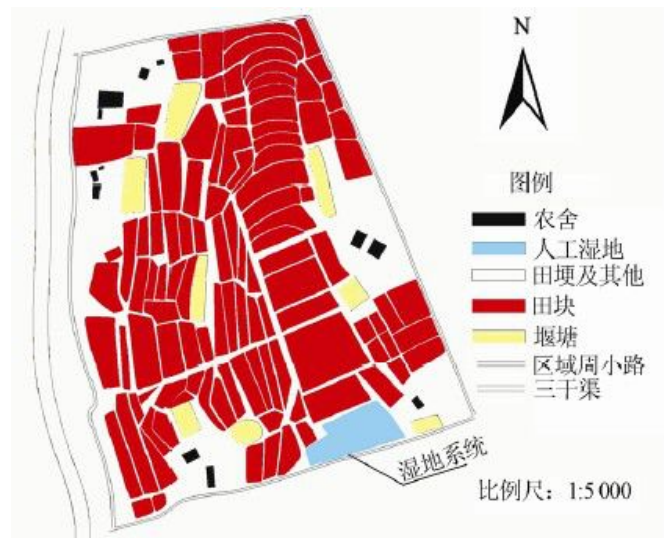 N
图例
农舍
人工湿地
田埂及其他
田块
堰塘
区域周小路
三干渠
湿地系统
比例尺：1:5 000